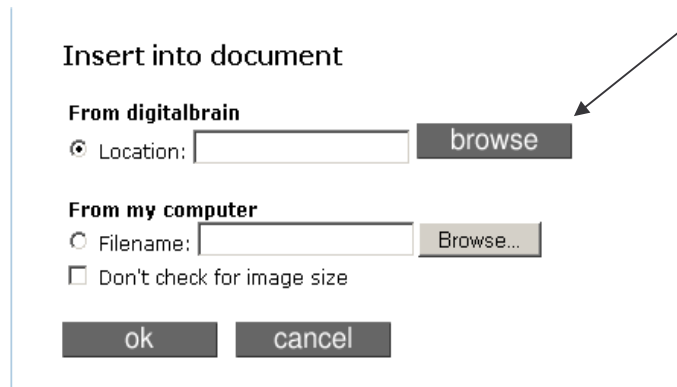 Insert into document
From digitalbrain
Location: browse
From my computer
Filename: Browse...
Don't check for image size
ok cancel